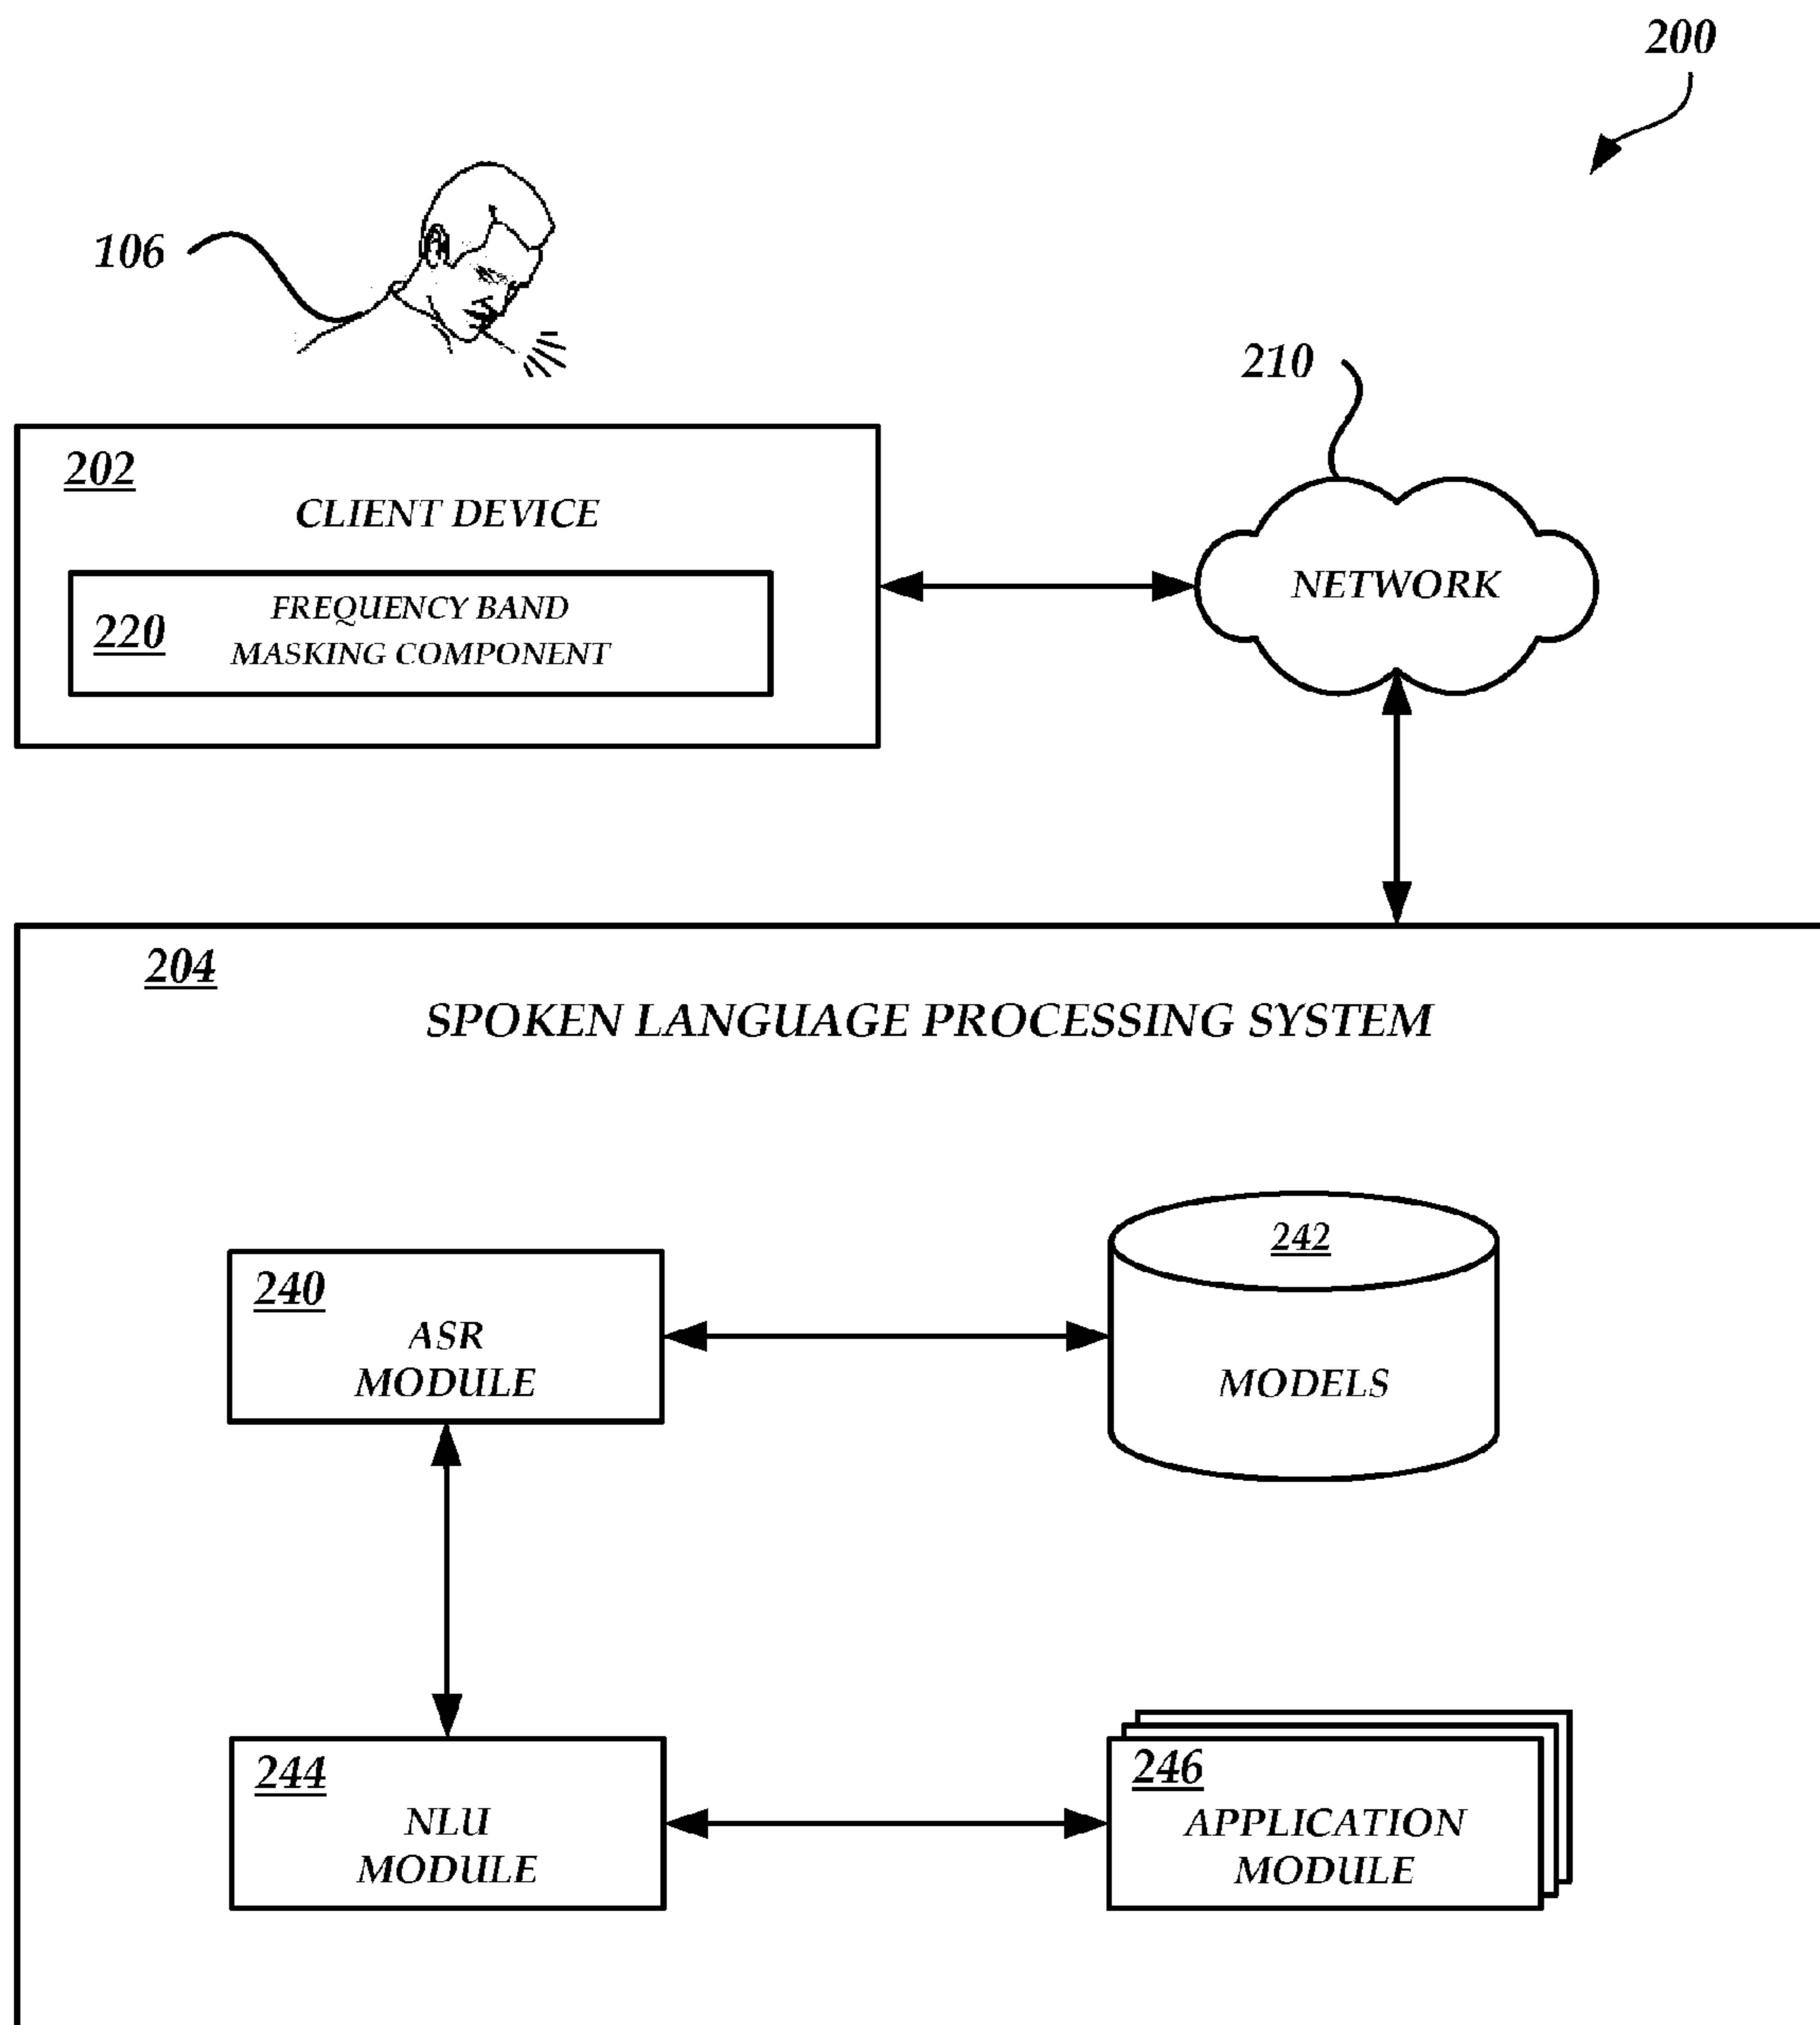 200
106
210
202
CLIENT DEVICE
220
FREQUENCY BAND
MASKING COMPONENT
NETWORK
204
SPOKEN LANGUAGE PROCESSING SYSTEM
240
ASR
MODULE
242
MODELS
244
NLU
MODULE
246
APPLICATION
MODULE